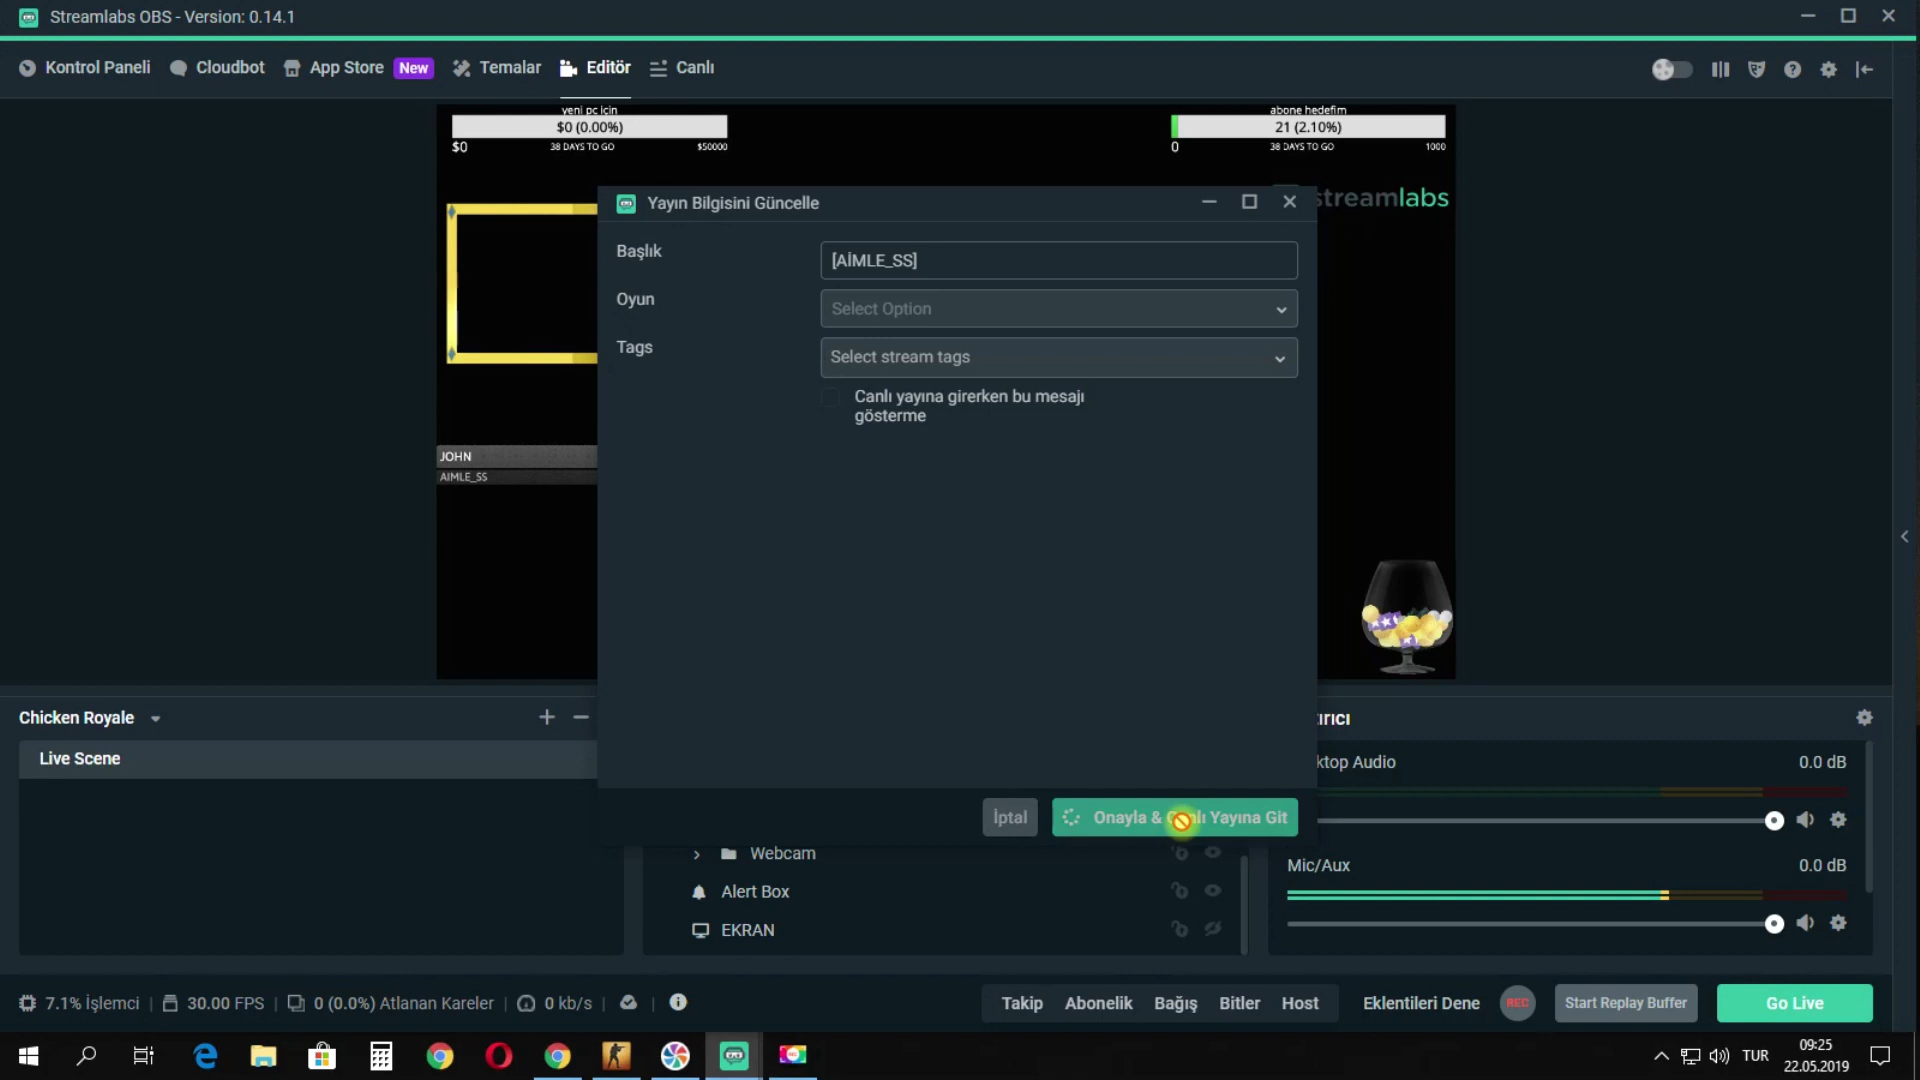 Streamlabs OBS - Version: 0.14.1
Kontrol Paneli
Cloudbot
App Store New
Temalar
Editör
Canlı
yeni pc icin
$0 (0.00%)
$0
38 DAYS TO GO
$50000
abone hedefim
21 (2.10%)
0
38 DAYS TO GO
1000
streamlabs
Yayın Bilgisini Güncelle
Başlık
[AİMLE_SS]
Oyun
Select Option
Tags
Select stream tags
Canlı yayına girerken bu mesajı
gösterme
JOHN
AIMLE_SS
İptal
Onayla & Canlı Yayına Git
Chicken Royale
Live Scene
Webcam
Alert Box
EKRAN
ırıcı
ktop Audio
0.0 dB
Mic/Aux
0.0 dB
7.1% İşlemci
30.00 FPS
0 (0.0%) Atlanan Kareler
0 kb/s
Takip
Abonelik
Bağış
Bitler
Host
Eklentileri Dene
REC
Start Replay Buffer
Go Live
TUR
09:25
22.05.2019